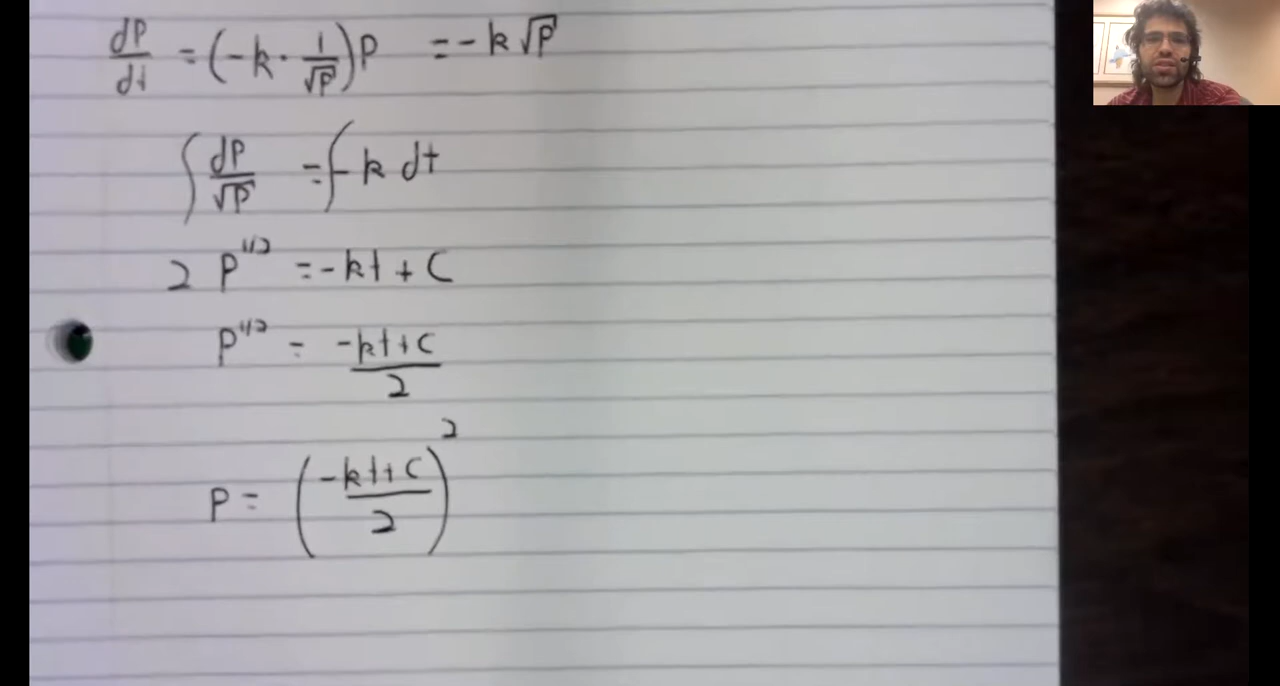 dP/dt = (-k · 1/√P)P = -k√P
∫ dP/√P = ∫-k dt
2 P^1/2 = -kt + C
P^1/2 = (-kt+C)/2
P = ((-kt+C)/2)^2